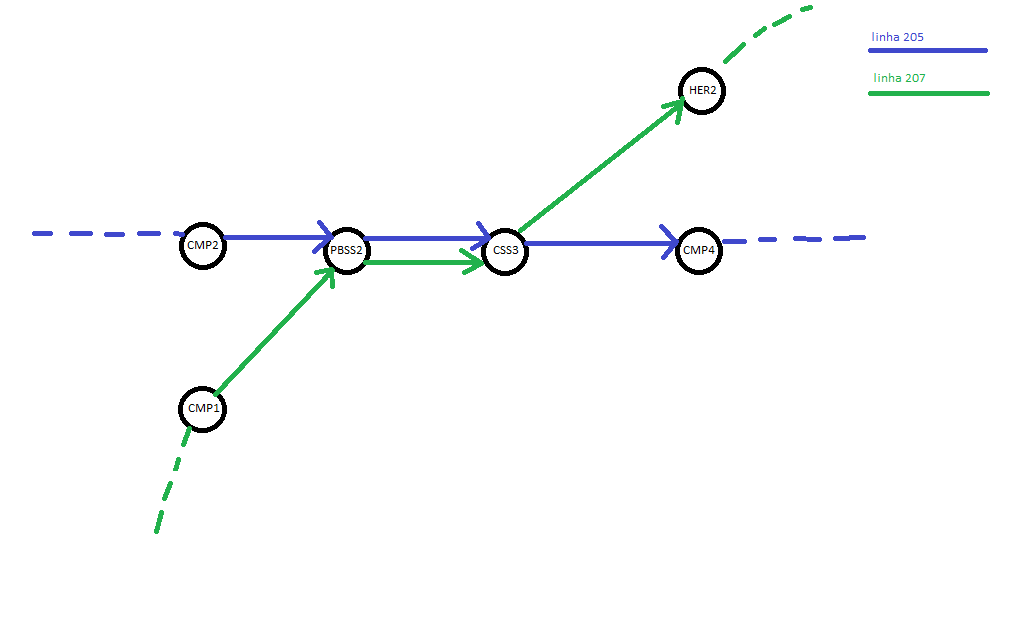 linha 205
linha 207
HER2
CMP2
PBSS2
CSS3
CMP4
CMP1